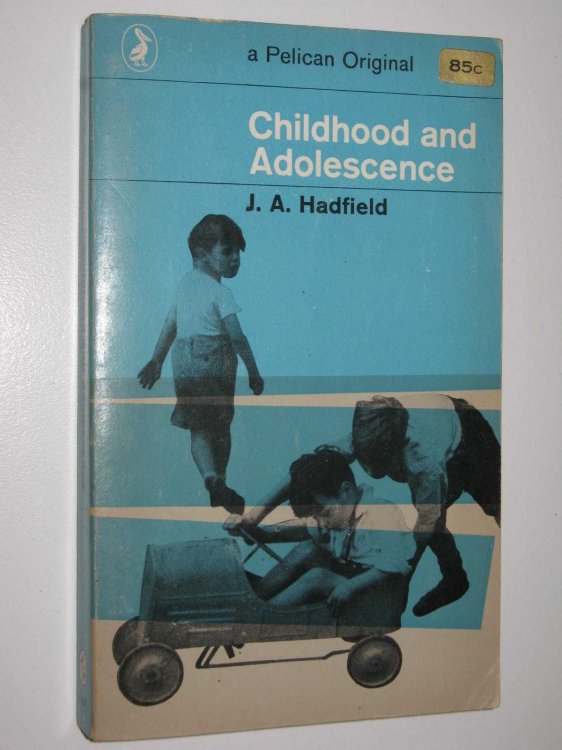 a Pelican Original
85c
Childhood and
Adolescence
J. A. Hadfield